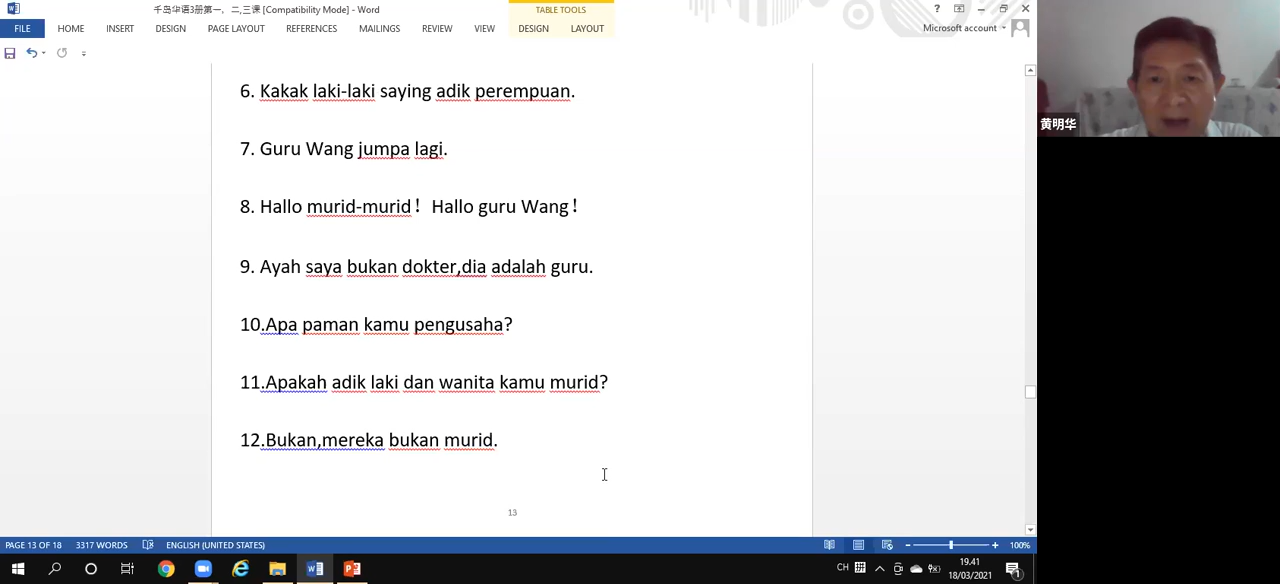 千岛华语3册第一、二,三课 [Compatibility Mode] - Word
TABLE TOOLS
?
FILE
HOME
INSERT
DESIGN
PAGE LAYOUT
REFERENCES
MAILINGS
REVIEW
VIEW
DESIGN
LAYOUT
Microsoft account
6. Kakak laki-laki saying adik perempuan.
7. Guru Wang jumpa lagi.
8. Hallo murid-murid! Hallo guru Wang!
9. Ayah saya bukan dokter,dia adalah guru.
10.Apa paman kamu pengusaha?
11.Apakah adik laki dan wanita kamu murid?
12.Bukan,mereka bukan murid.
13
黄明华
PAGE 13 OF 18
3317 WORDS
ENGLISH (UNITED STATES)
100%
CH
19.41
18/03/2021
1